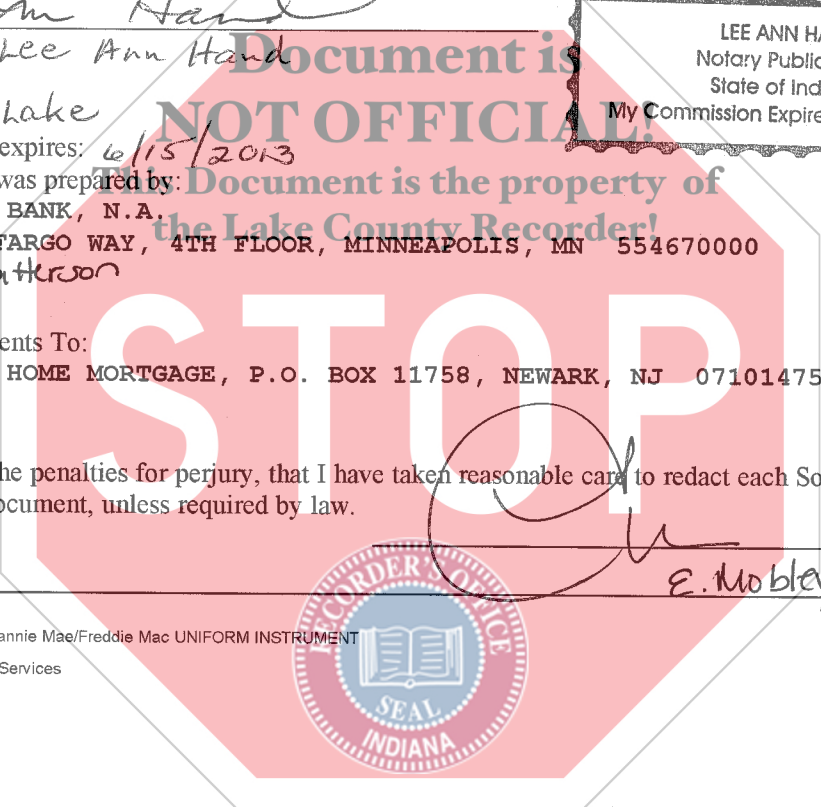 Hand
LEE ANN
Notary Public
State of Ind
My Commission Expire
Lee Ann Hand
Document is
Lake
NOT OFFICIAL!
expires: 6/15/2013
was prepared by:
This Document is the property of
BANK, N.A.
the Lake County Recorder!
FARGO WAY, 4TH FLOOR, MINNEAPOLIS, MN 554670000
STOP
ents To:
HOME MORTGAGE, P.O. BOX 11758, NEWARK, NJ 07101475
he penalties for perjury, that I have taken reasonable care to redact each So
ocument, unless required by law.
E. Mobley
annie Mae/Freddie Mac UNIFORM INSTRUMENT
Services
RECORDER'S OFFICE
SEAL
INDIANA